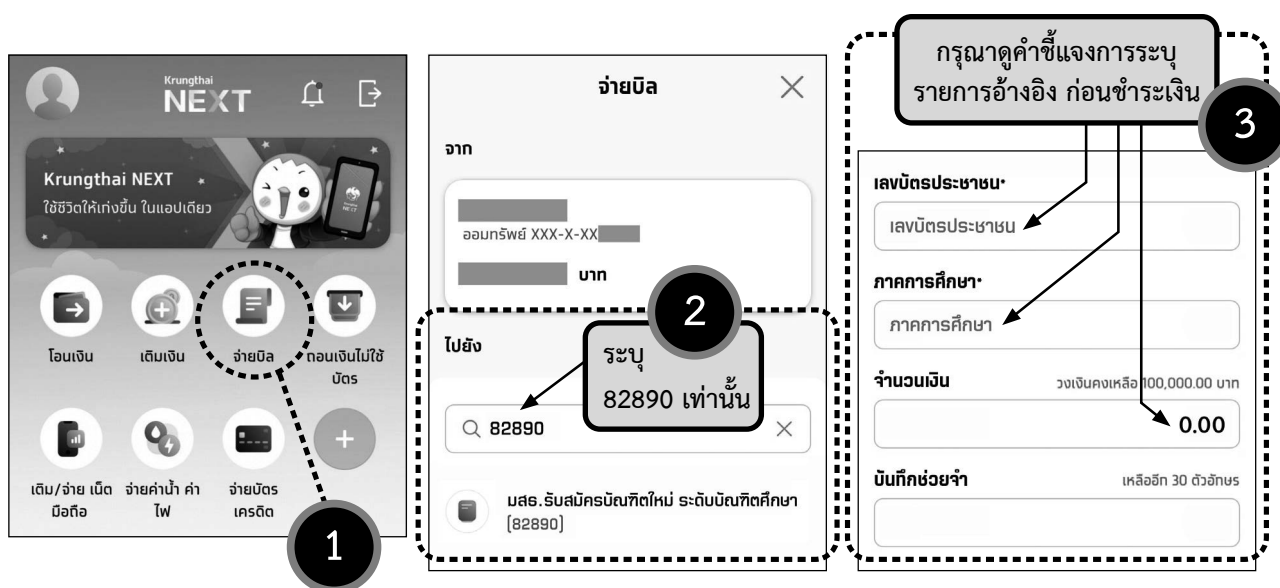 Krungthai
NEXT
Krungthai NEXT
ใช้ชีวิตให้เก่งขึ้น ในแอปเดียว
โอนเงิน
เติมเงิน
จ่ายบิล
ถอนเงินไม่ใช้
บัตร
เติม/จ่าย เน็ต
มือถือ
จ่ายค่าน้ำ ค่า
ไฟ
จ่ายบัตร
เครดิต
1
จ่ายบิล
จาก
ออมทรัพย์ XXX-X-XX
บาท
2
ไปยัง
ระบุ
82890 เท่านั้น
82890
มสธ.รับสมัครบัณฑิตใหม่ ระดับบัณฑิตศึกษา
(82890)
กรุณาดูคำชี้แจงการระบุ
รายการอ้างอิง ก่อนชำระเงิน
3
เลขบัตรประชาชน*
เลขบัตรประชาชน
ภาคการศึกษา*
ภาคการศึกษา
จำนวนเงิน
วงเงินคงเหลือ 100,000.00 บาท
0.00
บันทึกช่วยจำ
เหลืออีก 30 ตัวอักษร